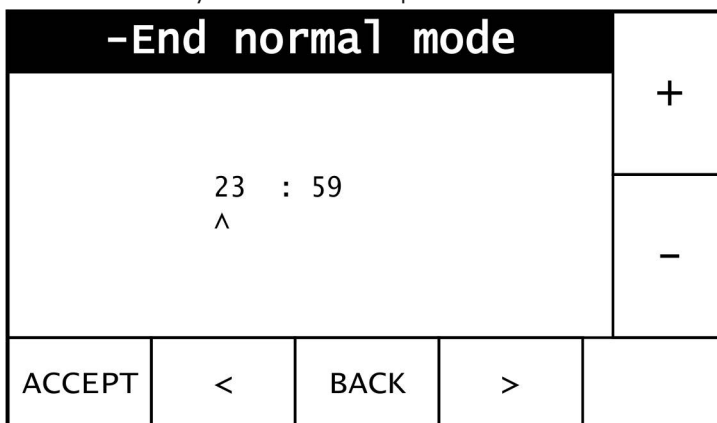 -End normal mode
+
23 : 59
^
-
ACCEPT < BACK >